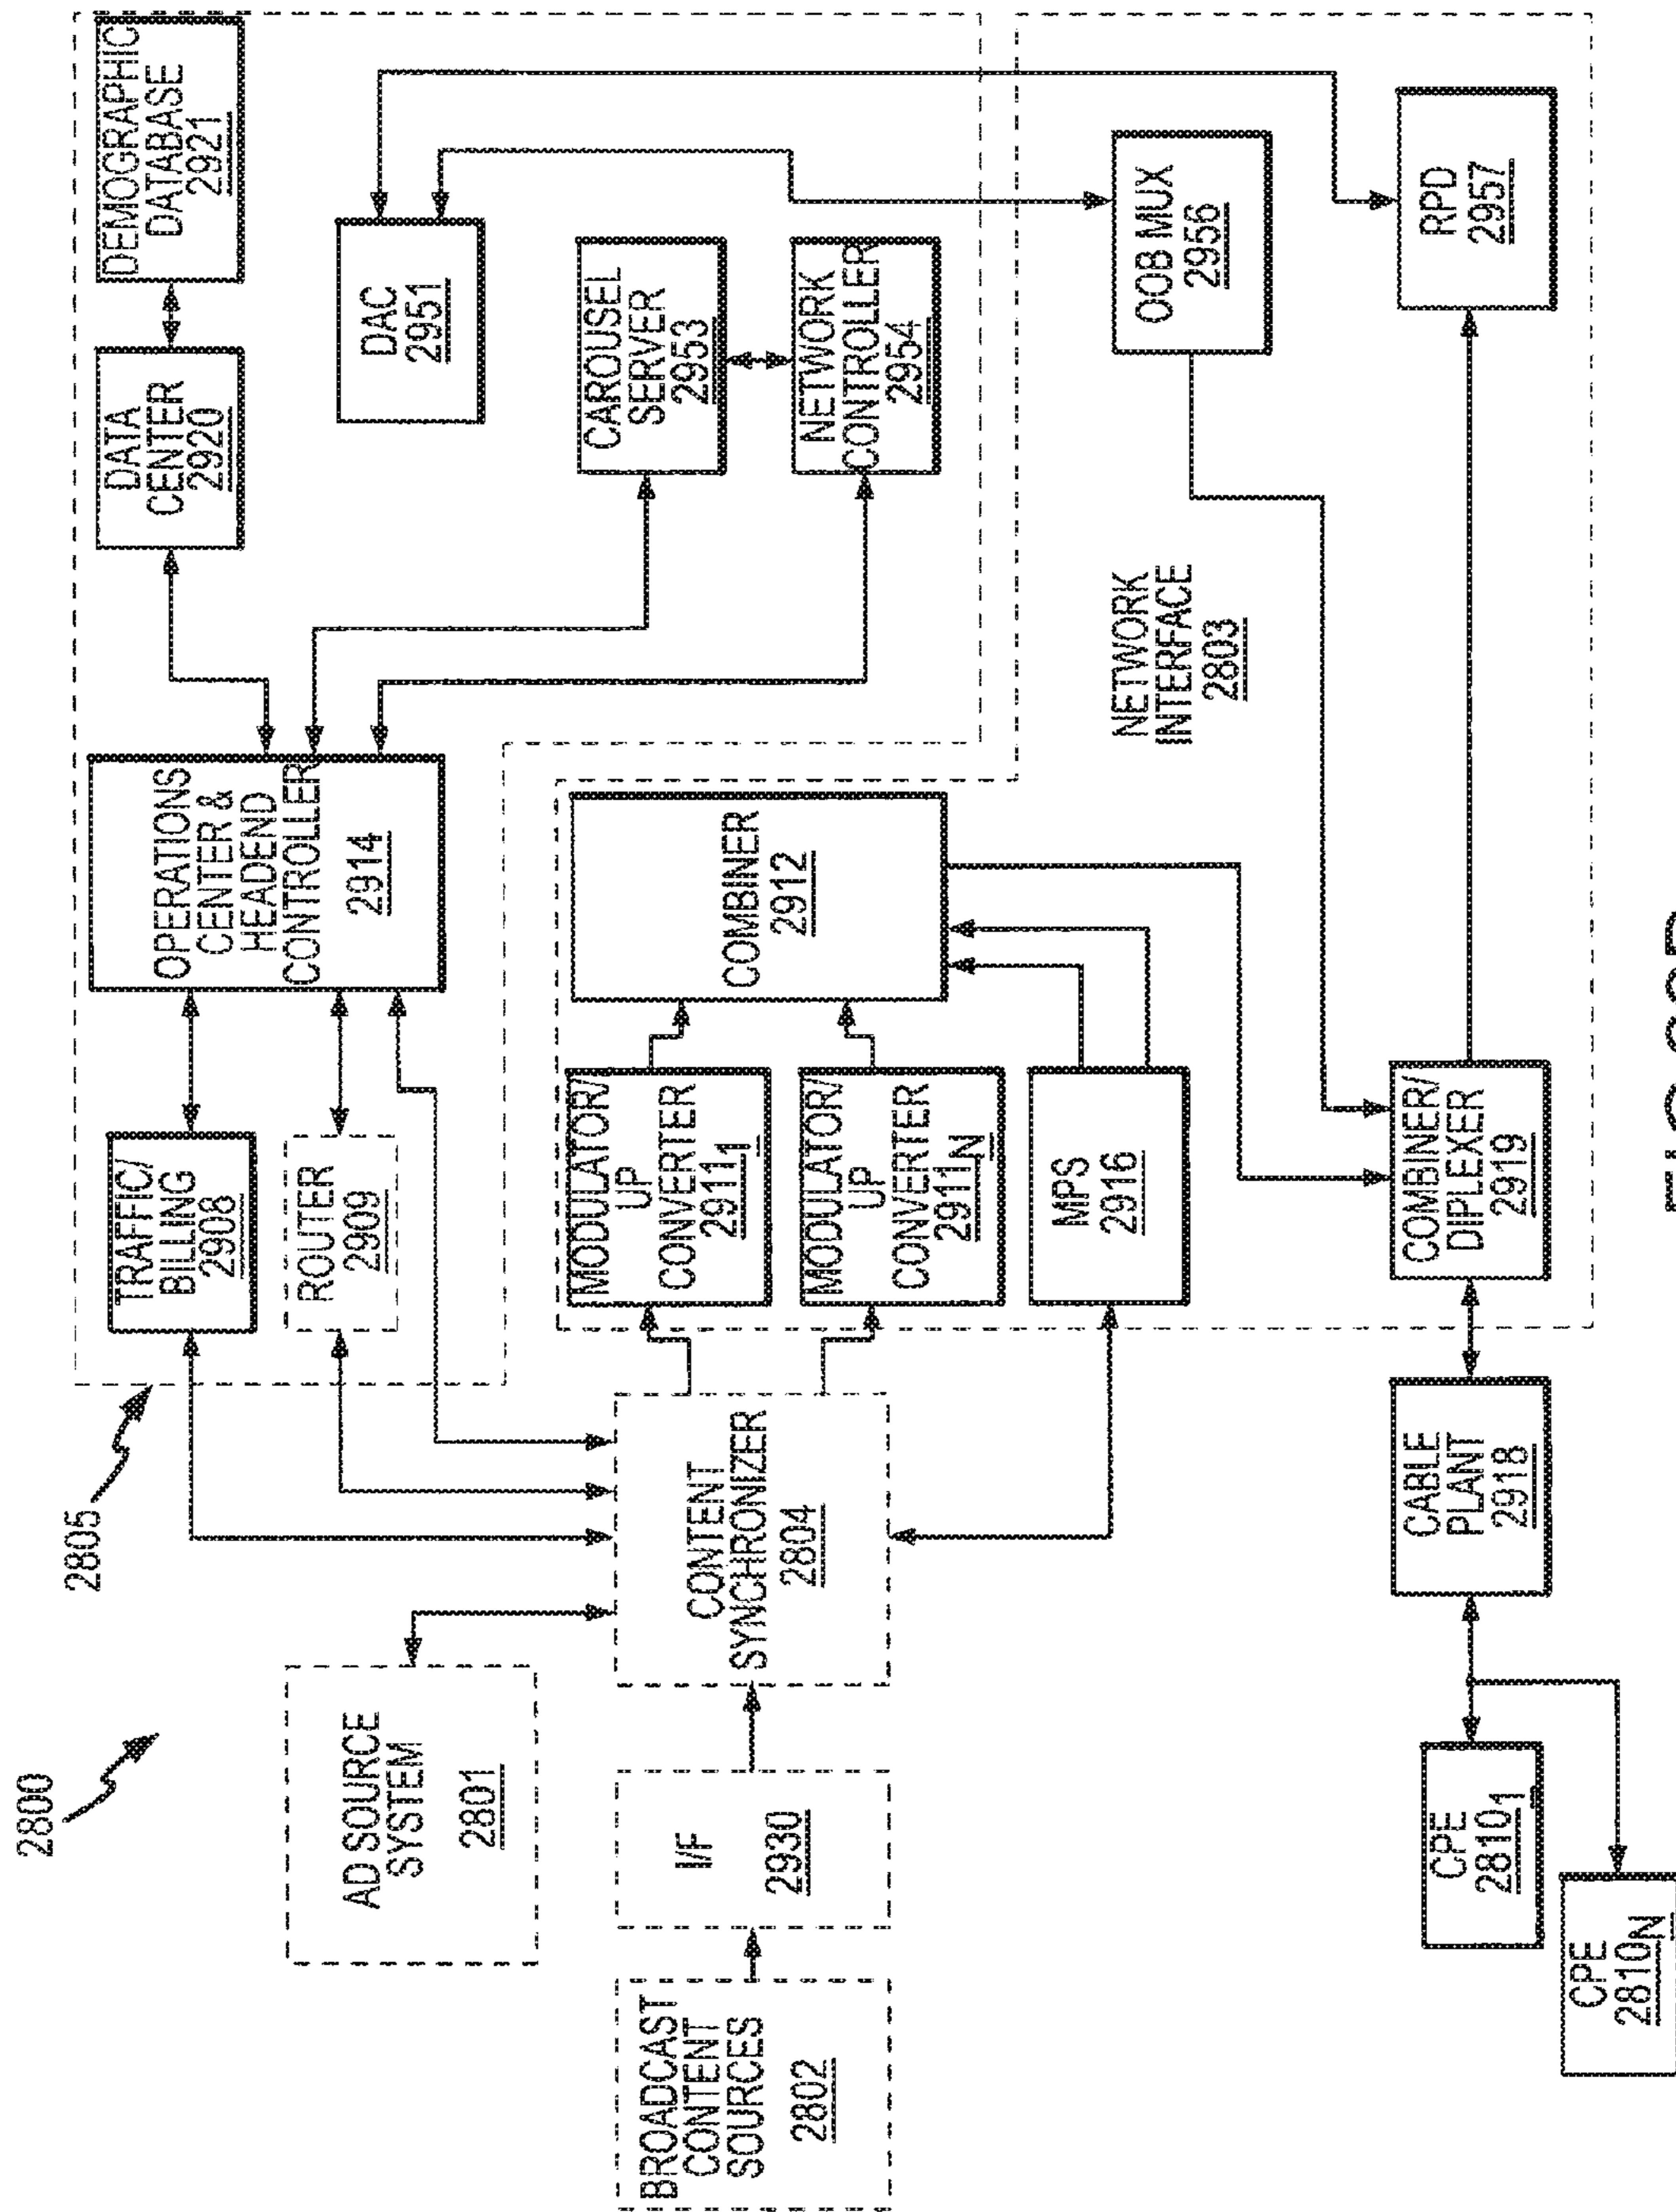 2800
2805
BROADCAST
CONTENT
SOURCES
2802
I/F
2930
AD SOURCE
SYSTEM
2801
CONTENT
SYNCHRONIZER
2804
TRAFFIC/
BILLING
2908
ROUTER
2909
OPERATIONS
CENTER &
HEADEND
CONTROLLER
2914
DATA
CENTER
2920
DEMOGRAPHIC
DATABASE
2921
DAC
2951
CAROUSEL
SERVER
2953
NETWORK
CONTROLLER
2954
MODULATOR/
UP
CONVERTER
2911₁
MODULATOR/
UP
CONVERTER
2911N
MPS
2916
COMBINER
2912
NETWORK
INTERFACE
2803
OOB MUX
2956
RPD
2957
COMBINER/
DIPLEXER
2919
CABLE
PLANT
2918
CPE
2810₁
CPE
2810N